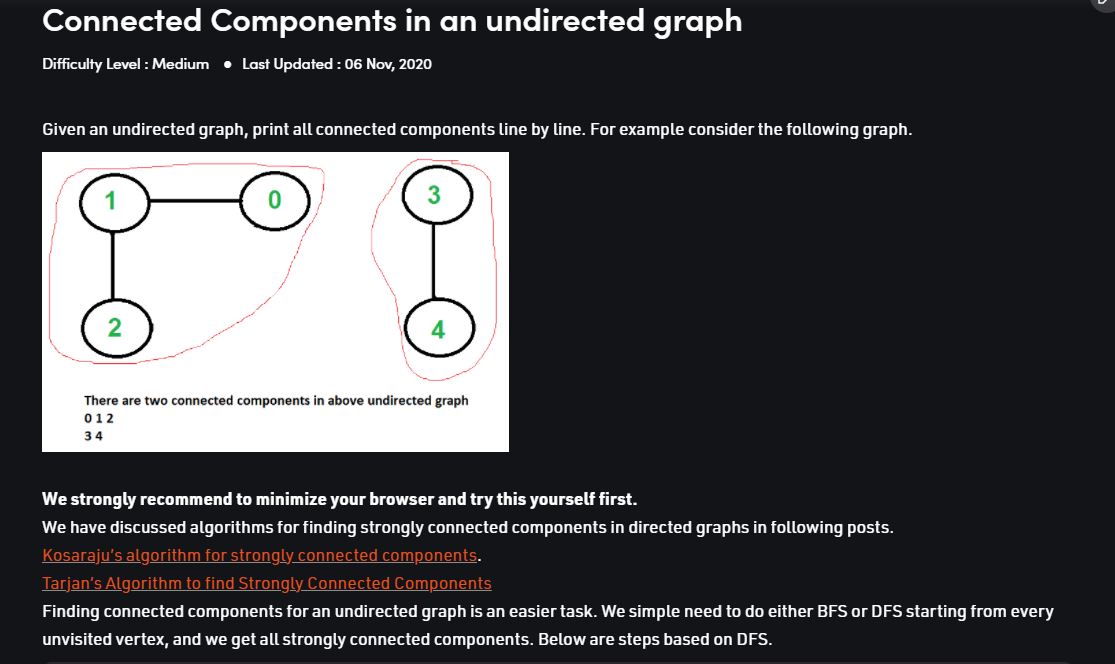 Connected Components in an undirected graph
Difficulty Level : Medium ● Last Updated : 06 Nov, 2020
Given an undirected graph, print all connected components line by line. For example consider the following graph.
1 0 3
2 4
There are two connected components in above undirected graph
0 1 2
3 4
We strongly recommend to minimize your browser and try this yourself first.
We have discussed algorithms for finding strongly connected components in directed graphs in following posts.
Kosaraju's algorithm for strongly connected components.
Tarjan's Algorithm to find Strongly Connected Components
Finding connected components for an undirected graph is an easier task. We simple need to do either BFS or DFS starting from every
unvisited vertex, and we get all strongly connected components. Below are steps based on DFS.